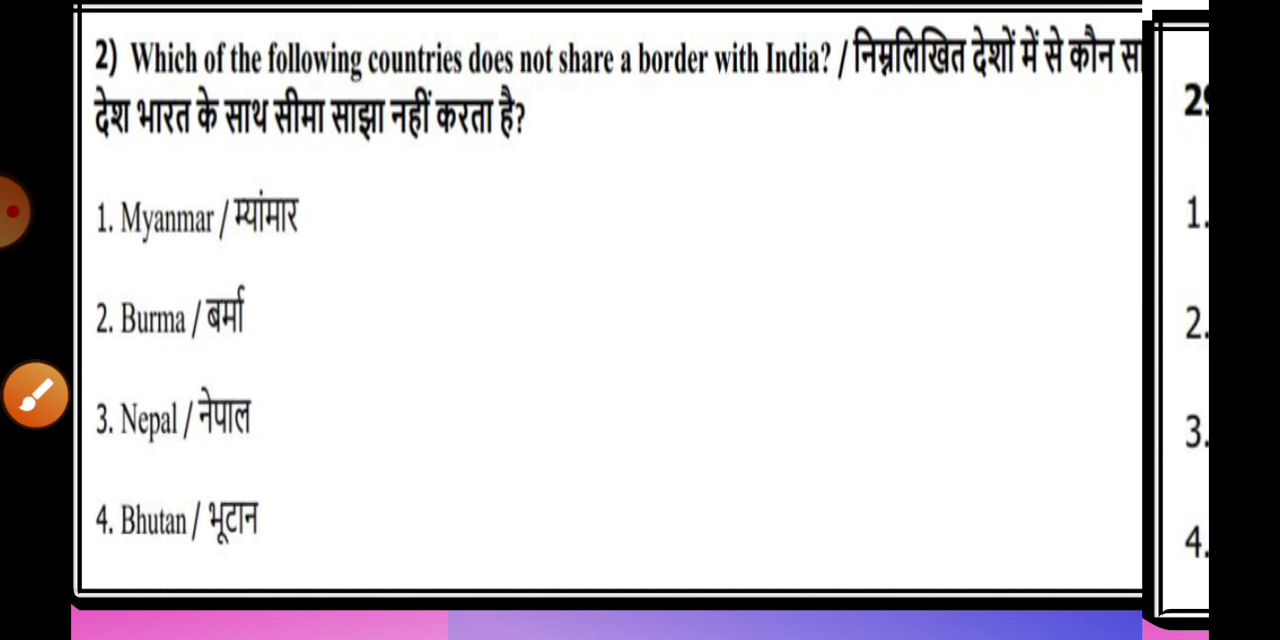 2) Which of the following countries does not share a border with India? / निम्नलिखित देशों में से कौन सा
देश भारत के साथ सीमा साझा नहीं करता है?
1. Myanmar / म्यांमार
2. Burma / बर्मा
3. Nepal / नेपाल
4. Bhutan / भूटान
1.
2.
3.
4.